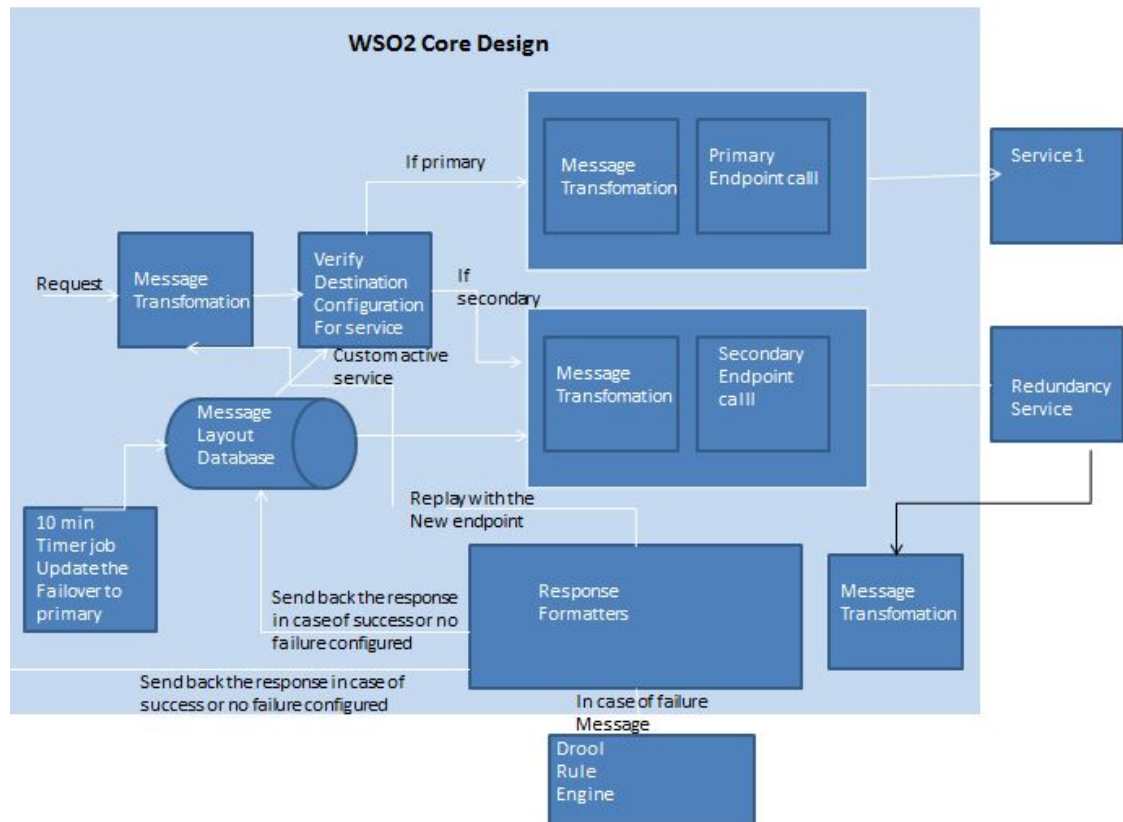 WSO2 Core Design
If primary
Message
Transfomation
Primary
Endpoint callI
Service 1
Request
Message
Transfomation
Verify
Destination
Configuration
For service
If
secondary
Custom active
service
Message
Transfomation
Secondary
Endpoint
callI
Redundancy
Service
Message
Layout
Database
10 min
Timer job
Update the
Failover to
primary
Replay with the
New endpoint
Send back the response
in case of success or no
failure configured
Response
Formatters
Message
Transfomation
Send back the response in case of
success or no failure configured
In case of failure
Message
Drool
Rule
Engine